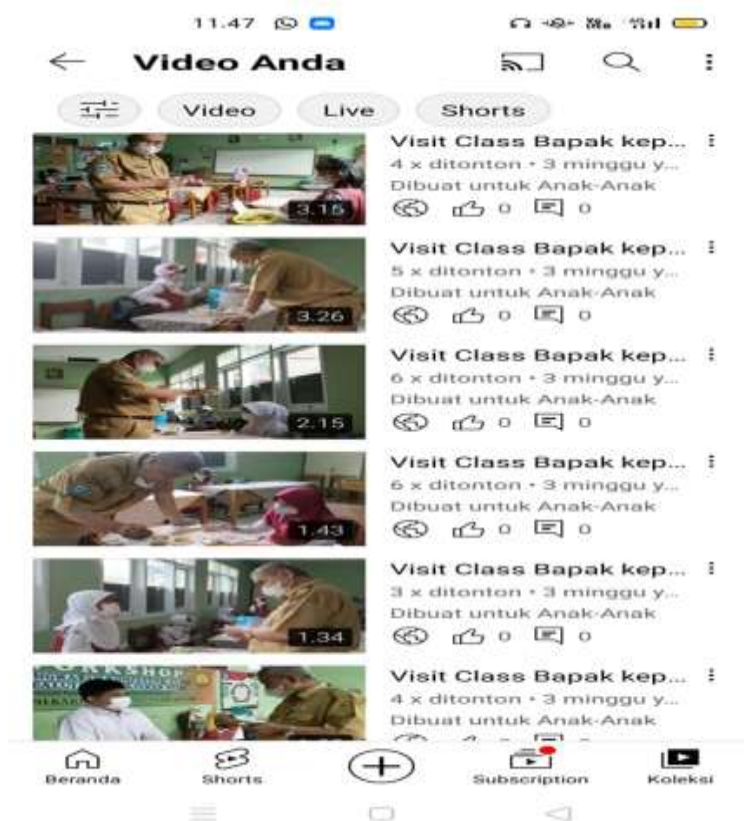 11.47
Video Anda
Video Live Shorts
Visit Class Bapak kep...
4 x ditonton • 3 minggu y...
Dibuat untuk Anak-Anak
0 0
3.15
Visit Class Bapak kep...
5 x ditonton • 3 minggu y...
Dibuat untuk Anak-Anak
0 0
3.26
Visit Class Bapak kep...
6 x ditonton • 3 minggu y...
Dibuat untuk Anak-Anak
0 0
2.15
Visit Class Bapak kep...
6 x ditonton • 3 minggu y...
Dibuat untuk Anak-Anak
0 0
1.43
Visit Class Bapak kep...
3 x ditonton • 3 minggu y...
Dibuat untuk Anak-Anak
0 0
1.34
Visit Class Bapak kep...
4 x ditonton • 3 minggu y...
Dibuat untuk Anak-Anak
Beranda Shorts Subscription Koleksi